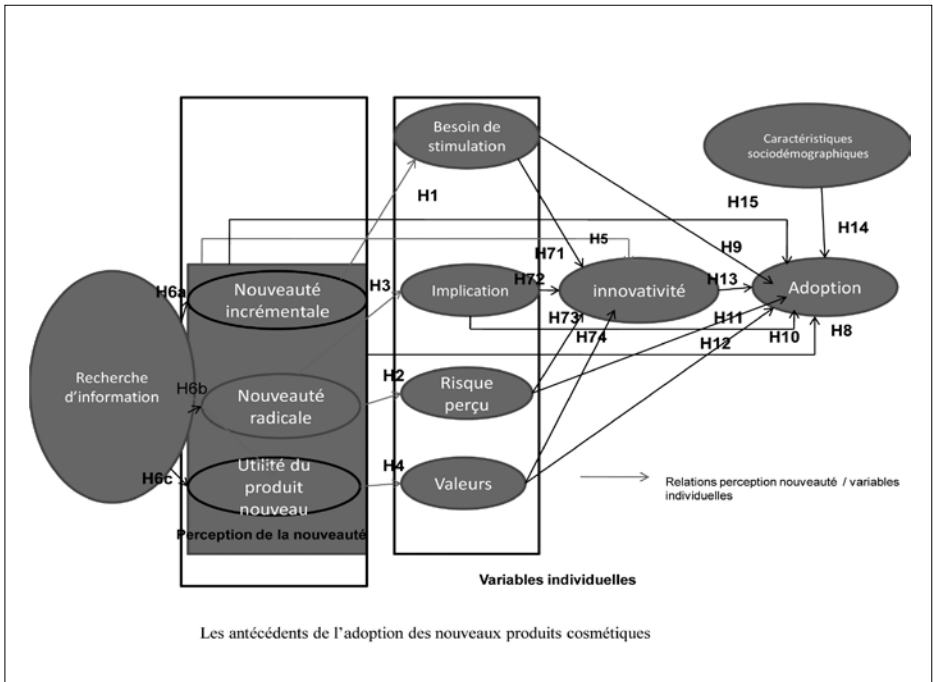 Besoin de
stimulation
Caractéristiques
sociodémographiques
H1
H15
H14
H5
H9
H71
H6a
Nouveauté
incrémentale
H3
Implication
H72
innovativité
H13
Adoption
H73
H74
H11
H12
H10
H8
Recherche
d'information
H6b
Nouveauté
radicale
H2
Risque
perçu
H6c
Utilité du
produit
nouveau
H4
Valeurs
Relations perception nouveauté / variables
individuelles
Perception de la nouveauté
Variables individuelles
Les antécédents de l'adoption des nouveaux produits cosmétiques